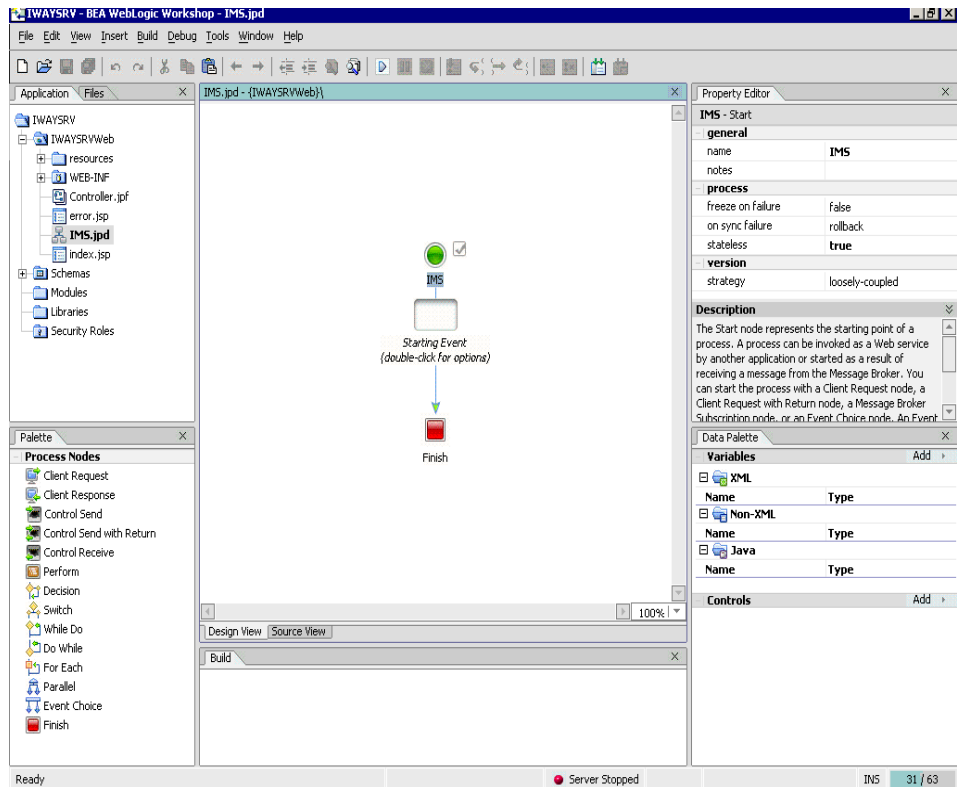 IWAYSRV - BEA WebLogic Workshop - IMS.jpd
File Edit View Insert Build Debug Tools Window Help
Application Files
IWAYSRV
IWAYSRVWeb
resources
WEB-INF
Controller.jpf
error.jsp
IMS.jpd
index.jsp
Schemas
Modules
Libraries
Security Roles
Palette
Process Nodes
Client Request
Client Response
Control Send
Control Send with Return
Control Receive
Perform
Decision
Switch
While Do
Do While
For Each
Parallel
Event Choice
Finish
IMS.jpd - {IWAYSRVWeb}\
IMS
Starting Event
(double-click for options)
Finish
100%
Design View Source View
Build
Property Editor
IMS - Start
general
name IMS
notes
process
freeze on failure false
on sync failure rollback
stateless true
version
strategy loosely-coupled
Description
The Start node represents the starting point of a
process. A process can be invoked as a Web service
by another application or started as a result of
receiving a message from the Message Broker. You
can start the process with a Client Request node, a
Client Request with Return node, a Message Broker
Subscription node, or an Event Choice node. An Event
Data Palette
Variables Add
XML
Name Type
Non-XML
Name Type
Java
Name Type
Controls Add
Ready
Server Stopped
INS 31 / 63